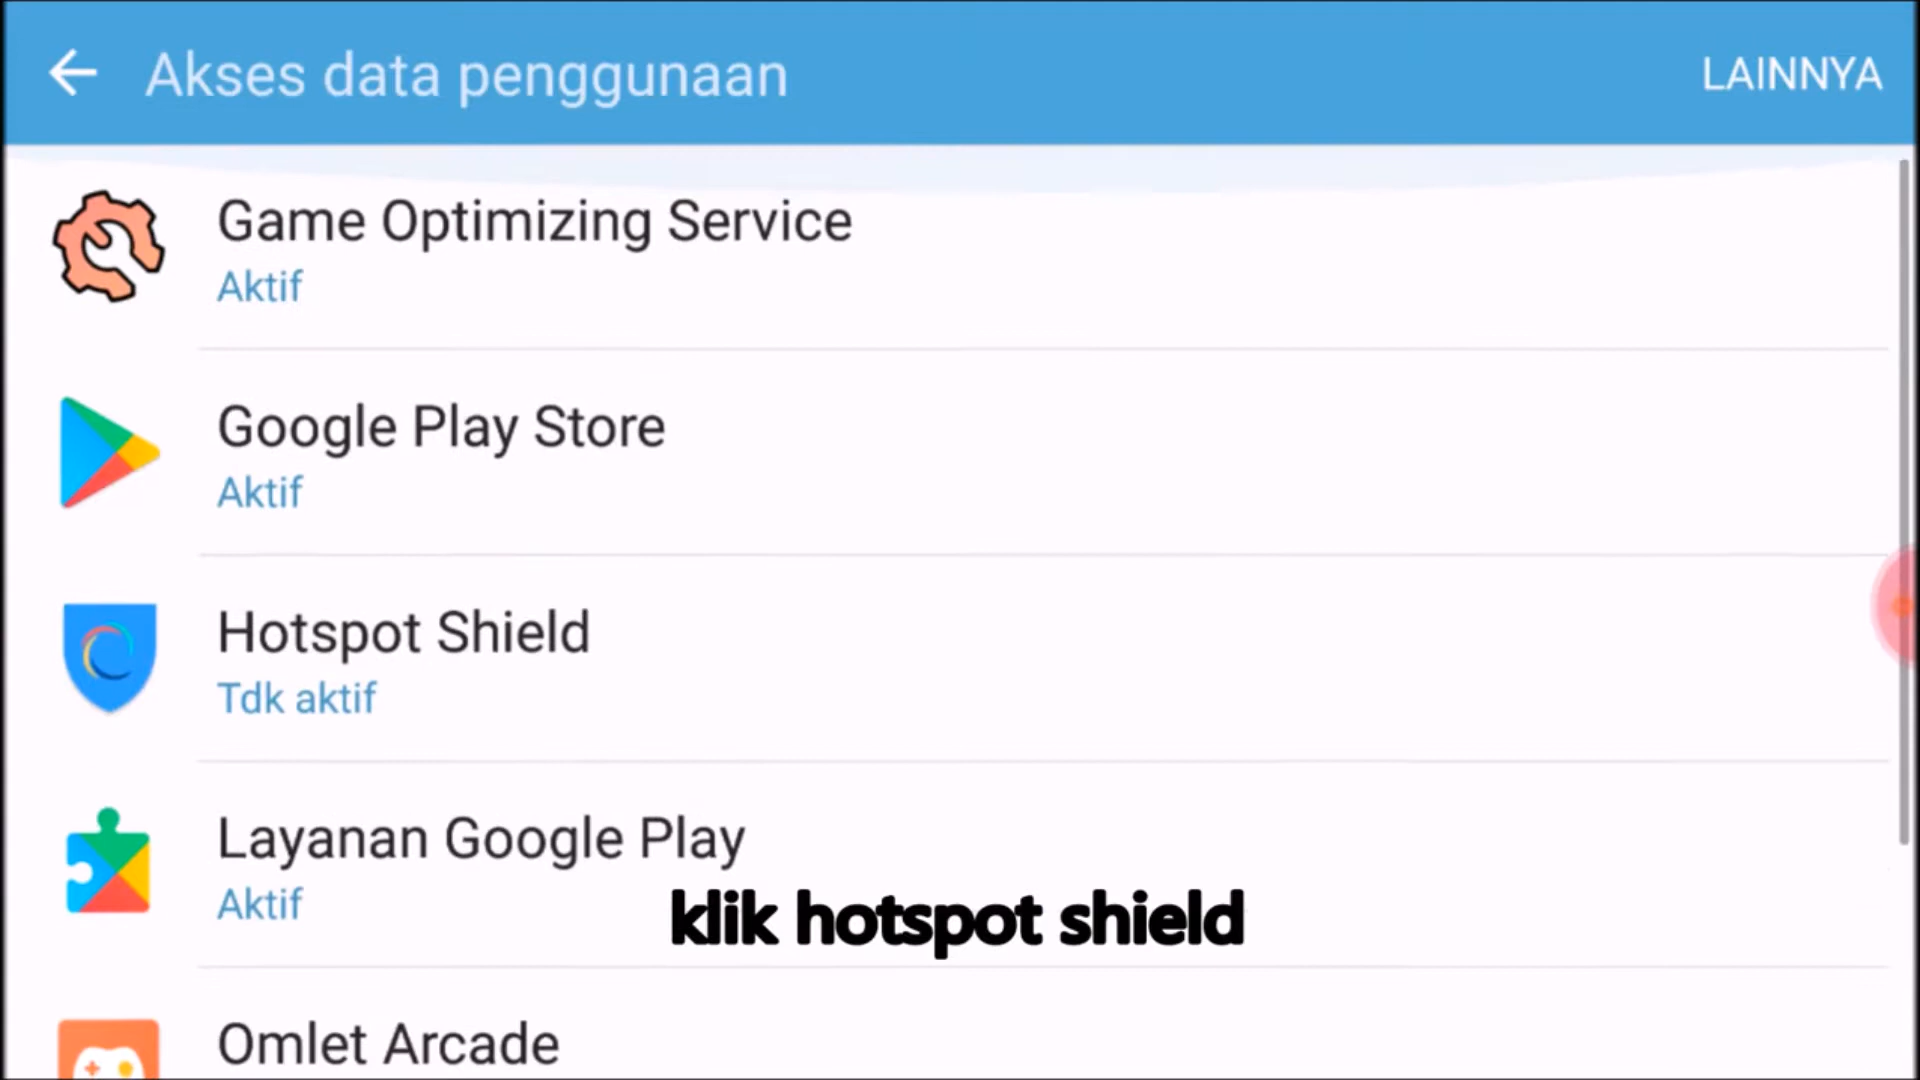 Akses data penggunaan
LAINNYA
Game Optimizing Service
Aktif
Google Play Store
Aktif
Hotspot Shield
Tdk aktif
Layanan Google Play
Aktif
klik hotspot shield
Omlet Arcade